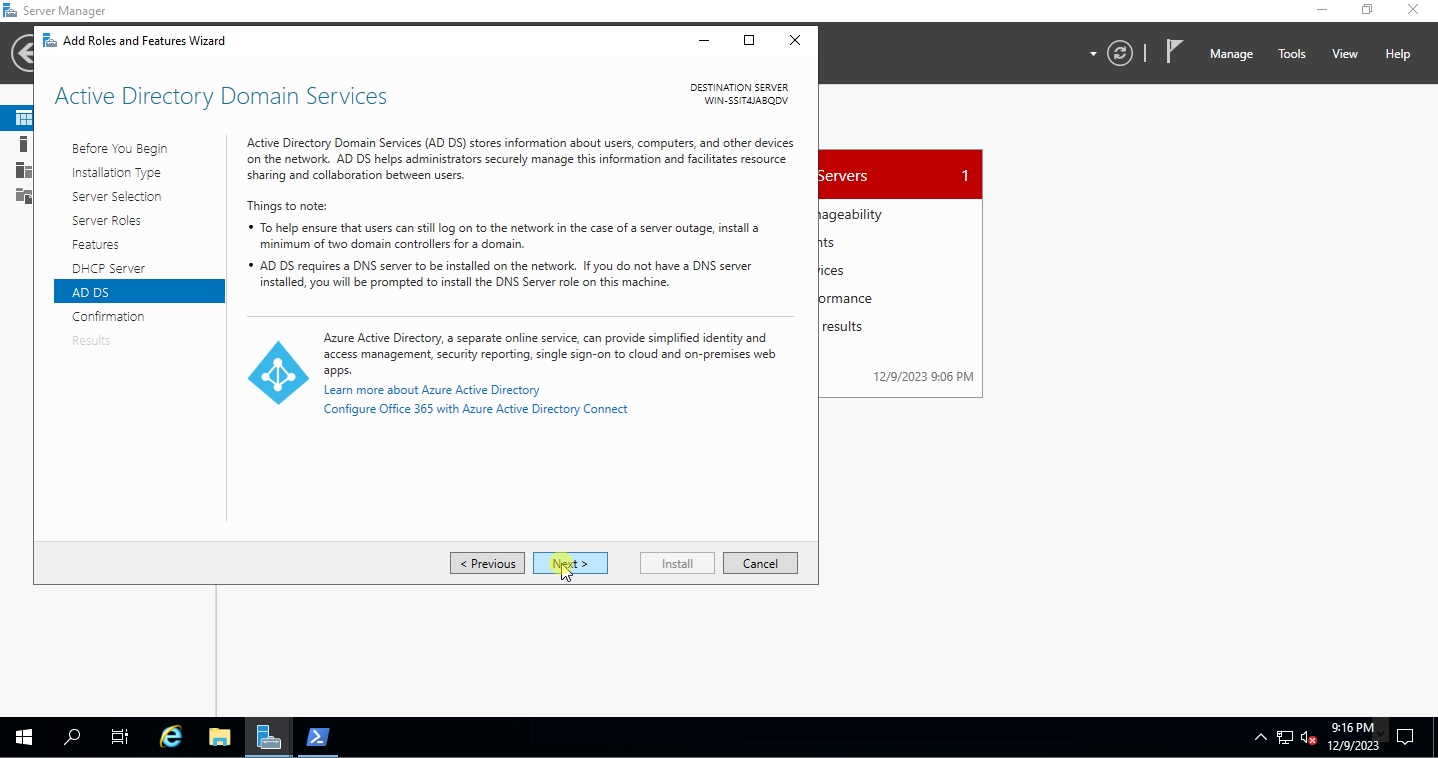 Server Manager
Add Roles and Features Wizard
Manage
Tools
View
Help
Active Directory Domain Services
DESTINATION SERVER
WIN-SSIT4JABQDV
Before You Begin
Installation Type
Server Selection
Server Roles
Features
DHCP Server
AD DS
Confirmation
Results
Active Directory Domain Services (AD DS) stores information about users, computers, and other devices
on the network. AD DS helps administrators securely manage this information and facilitates resource
sharing and collaboration between users.
Things to note:
• To help ensure that users can still log on to the network in the case of a server outage, install a
minimum of two domain controllers for a domain.
• AD DS requires a DNS server to be installed on the network. If you do not have a DNS server
installed, you will be prompted to install the DNS Server role on this machine.
Azure Active Directory, a separate online service, can provide simplified identity and
access management, security reporting, single sign-on to cloud and on-premises web
apps.
Learn more about Azure Active Directory
Configure Office 365 with Azure Active Directory Connect
< Previous
Next >
Install
Cancel
Servers 1
nageability
nts
vices
ormance
results
12/9/2023 9:06 PM
9:16 PM
12/9/2023